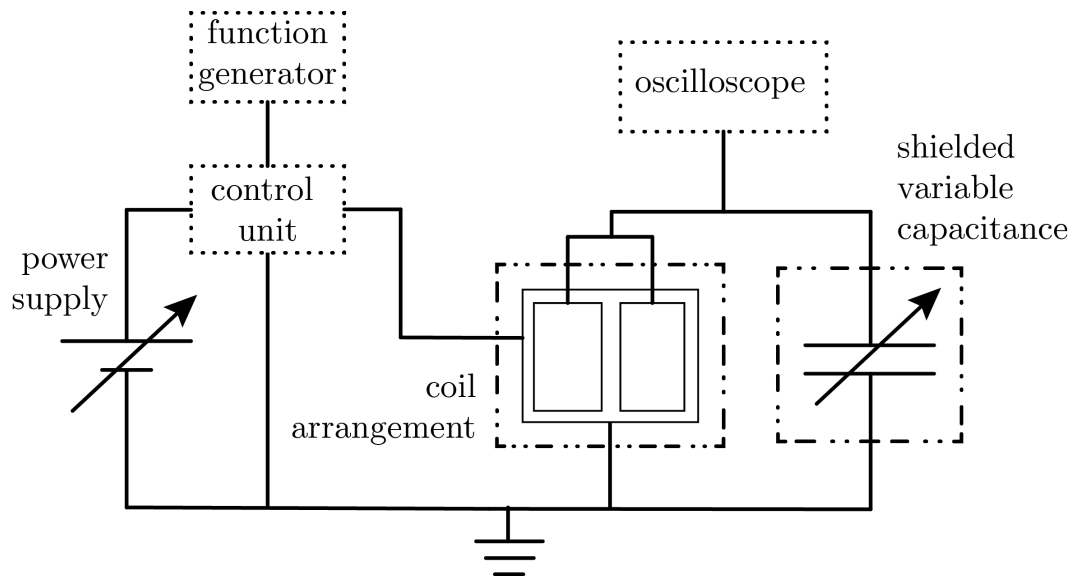 function
generator
oscilloscope
shielded
variable
capacitance
control
unit
power
supply
coil
arrangement